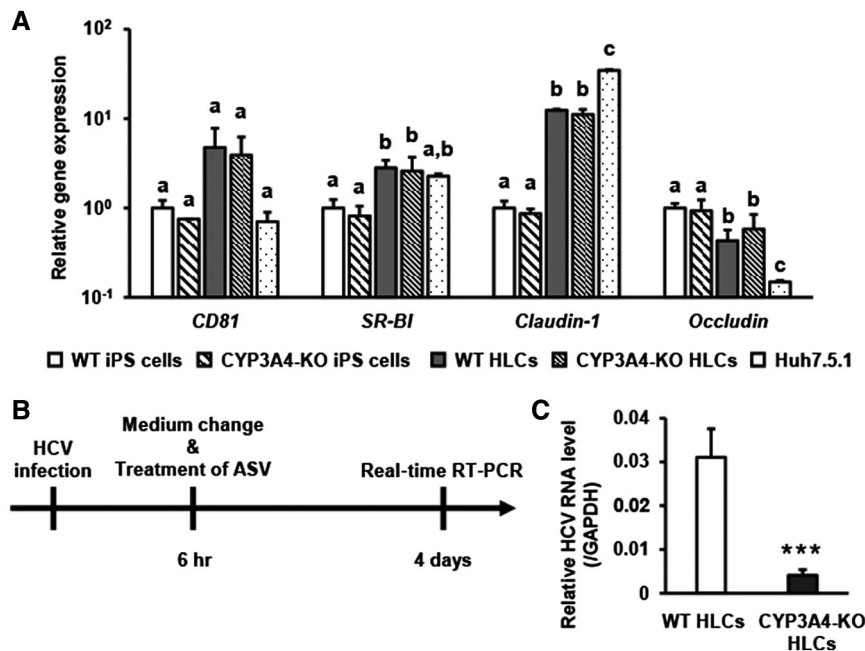 A
Relative gene expression
10²
10¹
10⁰
10⁻¹
a a a a a
a a b b a,b
a a b b c
a a b b c
CD81 SR-BI Claudin-1 Occludin
WT iPS cells CYP3A4-KO iPS cells WT HLCs CYP3A4-KO HLCs Huh7.5.1
B
HCV
infection
Medium change
&
Treatment of ASV
Real-time RT-PCR
6 hr
4 days
C
Relative HCV RNA level
(/GAPDH)
0.04
0.03
0.02
0.01
0
***
WT HLCs
CYP3A4-KO
HLCs